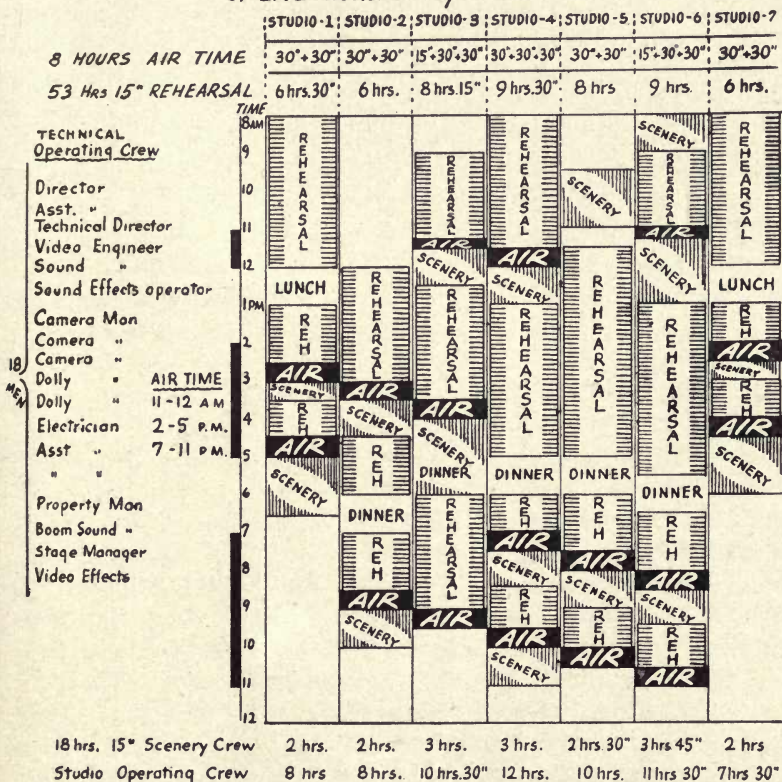 STUDIO-1 STUDIO-2 STUDIO-3 STUDIO-4 STUDIO-5 STUDIO-6 STUDIO-7
8 HOURS AIR TIME 30"+30" 30"+30" 15"+30"+30" 30"+30"+30" 30"+30" 15"+30"+30" 30"+30"
53 HRS 15" REHEARSAL 6 hrs.30" 6 hrs. 8 hrs.15" 9 hrs.30" 8 hrs 9 hrs. 6 hrs.
TIME
8AM
9
10
11
12
1PM
2
3
4
5
6
7
8
9
10
11
12
TECHNICAL
Operating Crew
Director
Asst. "
Technical Director
Video Engineer
Sound "
Sound Effects operator
Camera Man
Camera "
Camera "
Dolly "
Dolly "
Electrician
Asst "
" "
Property Man
Boom Sound "
Stage Manager
Video Effects
18 MEN
AIR TIME
11-12 AM
2-5 P.M.
7-11 P.M.
REHEARSAL
LUNCH
REH
AIR
SCENERY
REH
AIR
SCENERY
REHEARSAL
AIR
SCENERY
REH
DINNER
REH
AIR
SCENERY
REHEARSAL
AIR
SCENERY
REHEARSAL
AIR
SCENERY
DINNER
REHEARSAL
AIR
REHEARSAL
AIR
SCENERY
REHEARSAL
DINNER
REH
AIR
SCENERY
REH
AIR
SCENERY
SCENERY
REHEARSAL
DINNER
REH
AIR
SCENERY
REH
AIR
SCENERY
REHEARSAL
AIR
SCENERY
REHEARSAL
DINNER
REH
AIR
SCENERY
REH
AIR
REHEARSAL
LUNCH
REH
AIR
SCENERY
REH
AIR
SCENERY
18hrs. 15" Scenery Crew 2 hrs. 2 hrs. 3 hrs. 3 hrs. 2 hrs.30" 3 hrs 45" 2 hrs
Studio Operating Crew 8 hrs 8 hrs. 10 hrs.30" 12 hrs. 10 hrs. 11 hrs 30" 7 hrs 30"